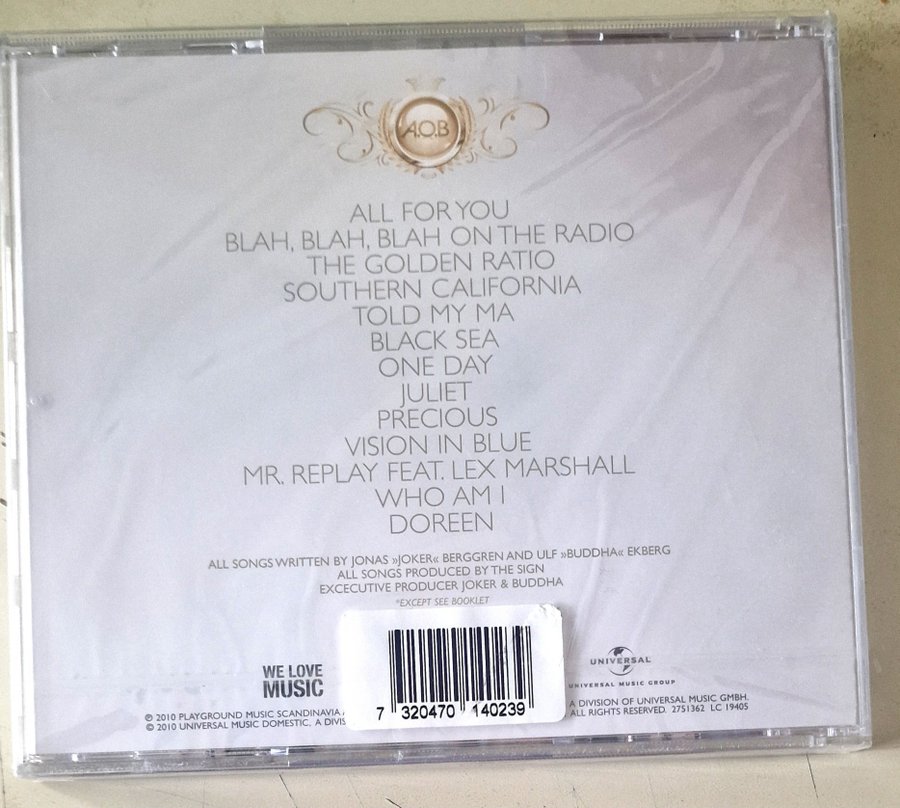 A.O.B
ALL FOR YOU
BLAH, BLAH, BLAH ON THE RADIO
THE GOLDEN RATIO
SOUTHERN CALIFORNIA
TOLD MY MA
BLACK SEA
ONE DAY
JULIET
PRECIOUS
VISION IN BLUE
MR. REPLAY FEAT. LEX MARSHALL
WHO AM I
DOREEN
ALL SONGS WRITTEN BY JONAS »JOKER« BERGGREN AND ULF »BUDDHA« EKBERG
ALL SONGS PRODUCED BY THE SIGN
EXCECUTIVE PRODUCER JOKER & BUDDHA
*EXCEPT SEE BOOKLET
WE LOVE
MUSIC
7 320470 140239
UNIVERSAL
UNIVERSAL MUSIC GROUP
℗ 2010 PLAYGROUND MUSIC SCANDINAVIA A DIVISION OF UNIVERSAL MUSIC GMBH.
© 2010 UNIVERSAL MUSIC DOMESTIC, A ALL RIGHTS RESERVED. 2751362 LC 19405